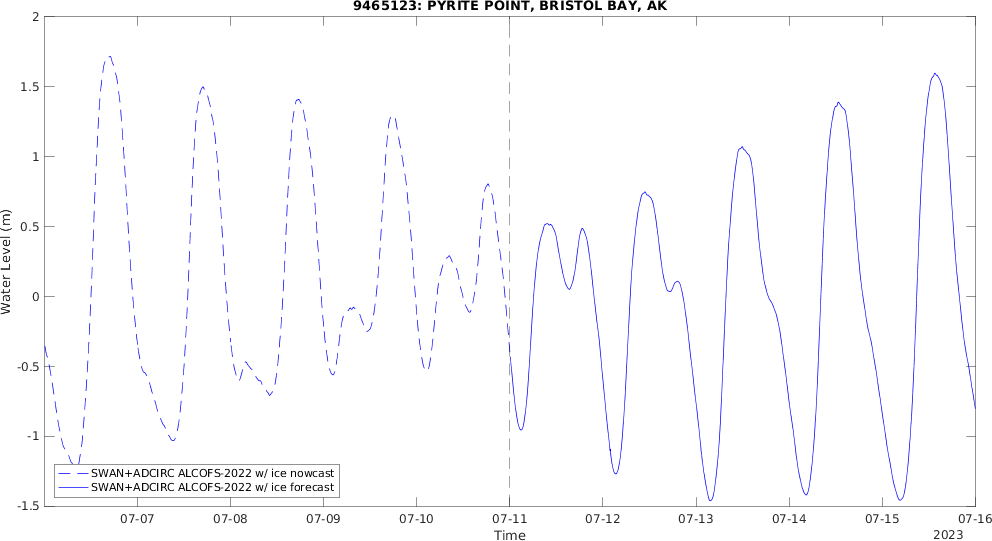 9465123: PYRITE POINT, BRISTOL BAY, AK
Water Level (m)
2
1.5
1
0.5
0
-0.5
-1
-1.5
SWAN+ADCIRC ALCOFS-2022 w/ ice nowcast
SWAN+ADCIRC ALCOFS-2022 w/ ice forecast
07-07 07-08 07-09 07-10 07-11 07-12 07-13 07-14 07-15 07-16
Time
2023